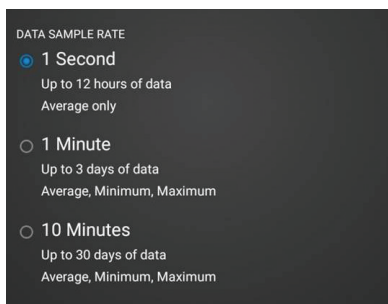 DATA SAMPLE RATE
1 Second
Up to 12 hours of data
Average only
1 Minute
Up to 3 days of data
Average, Minimum, Maximum
10 Minutes
Up to 30 days of data
Average, Minimum, Maximum